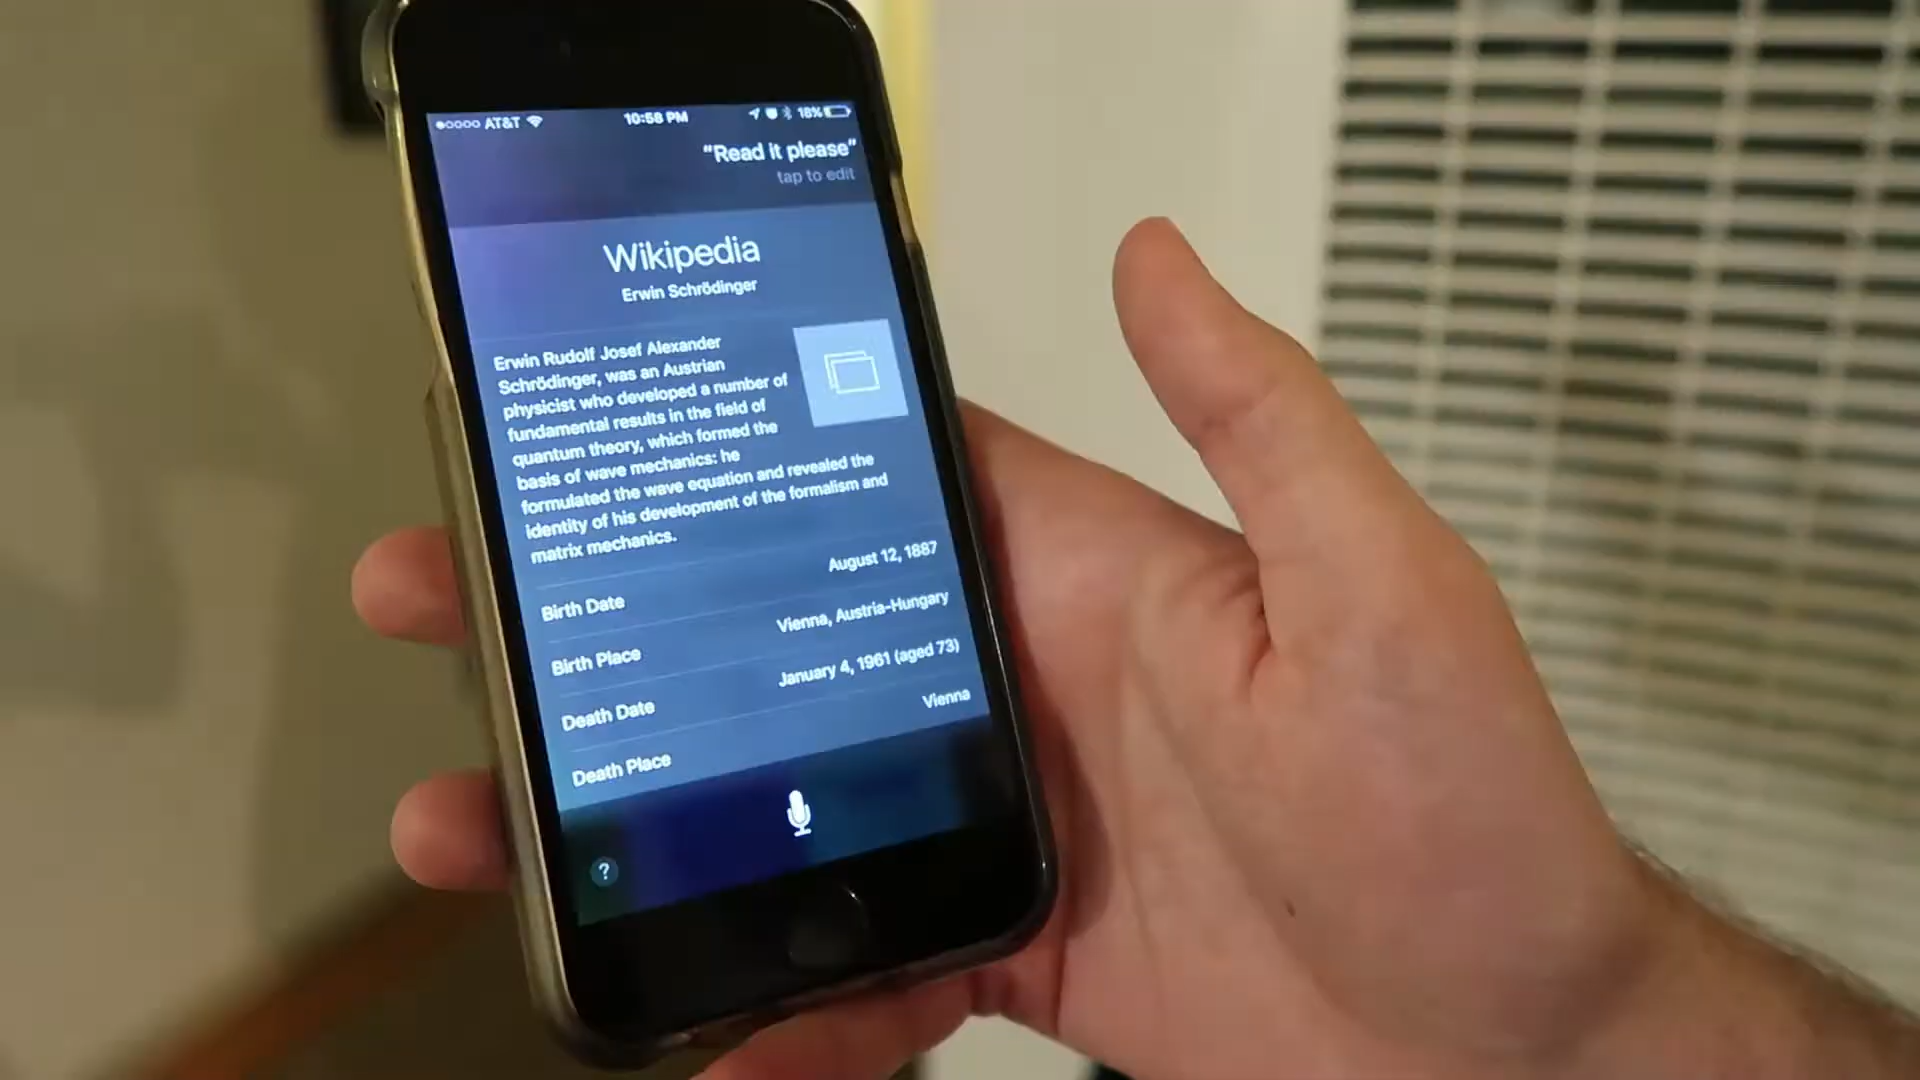 AT&T 10:58 PM 18%
“Read it please”
tap to edit
Wikipedia
Erwin Schrödinger
Erwin Rudolf Josef Alexander
Schrödinger, was an Austrian
physicist who developed a number of
fundamental results in the field of
quantum theory, which formed the
basis of wave mechanics: he
formulated the wave equation and revealed the
identity of his development of the formalism and
matrix mechanics.
Birth Date August 12, 1887
Birth Place Vienna, Austria-Hungary
Death Date January 4, 1961 (aged 73)
Death Place Vienna
?